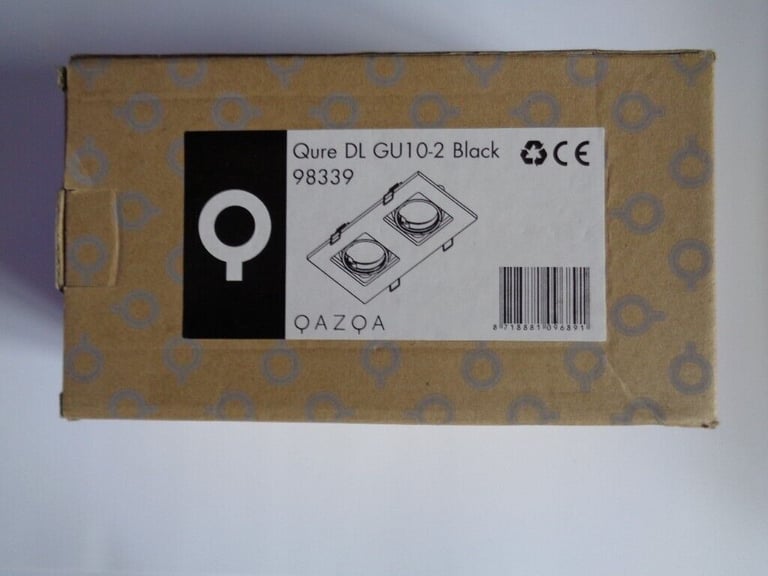 Qure DL GU10-2 Black
CE
98339
QAZQA
8 718881 096891